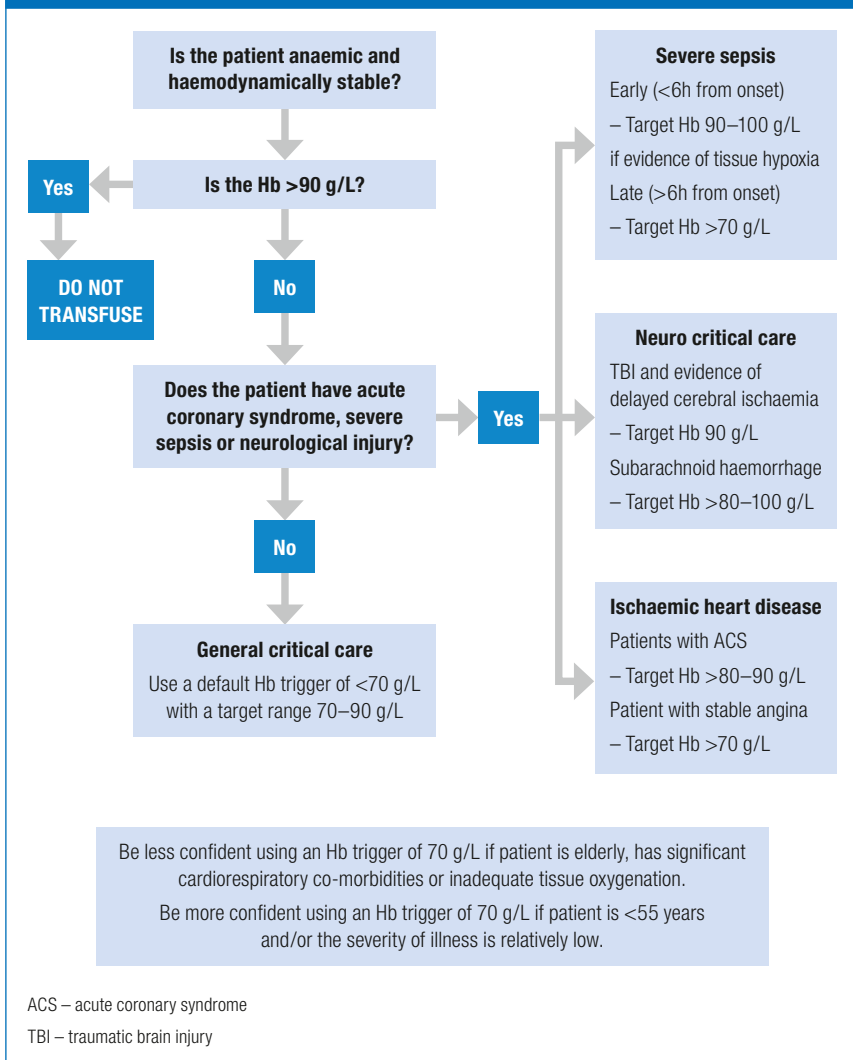 Is the patient anaemic and
haemodynamically stable?
Is the Hb >90 g/L?
Yes
DO NOT
TRANSFUSE
No
Does the patient have acute
coronary syndrome, severe
sepsis or neurological injury?
Yes
No
General critical care
Use a default Hb trigger of <70 g/L
with a target range 70–90 g/L
Severe sepsis
Early (<6h from onset)
– Target Hb 90–100 g/L
if evidence of tissue hypoxia
Late (>6h from onset)
– Target Hb >70 g/L
Neuro critical care
TBI and evidence of
delayed cerebral ischaemia
– Target Hb 90 g/L
Subarachnoid haemorrhage
– Target Hb >80–100 g/L
Ischaemic heart disease
Patients with ACS
– Target Hb >80–90 g/L
Patient with stable angina
– Target Hb >70 g/L
Be less confident using an Hb trigger of 70 g/L if patient is elderly, has significant
cardiorespiratory co-morbidities or inadequate tissue oxygenation.
Be more confident using an Hb trigger of 70 g/L if patient is <55 years
and/or the severity of illness is relatively low.
ACS – acute coronary syndrome
TBI – traumatic brain injury